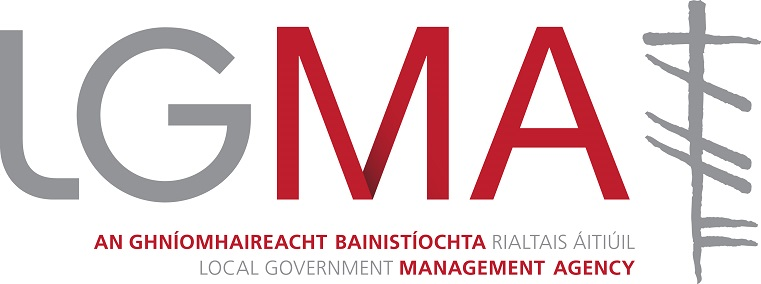 LGMA
AN GHNÍOMHAIREACHT BAINISTÍOCHTA RIALTAIS ÁITIÚIL
LOCAL GOVERNMENT MANAGEMENT AGENCY